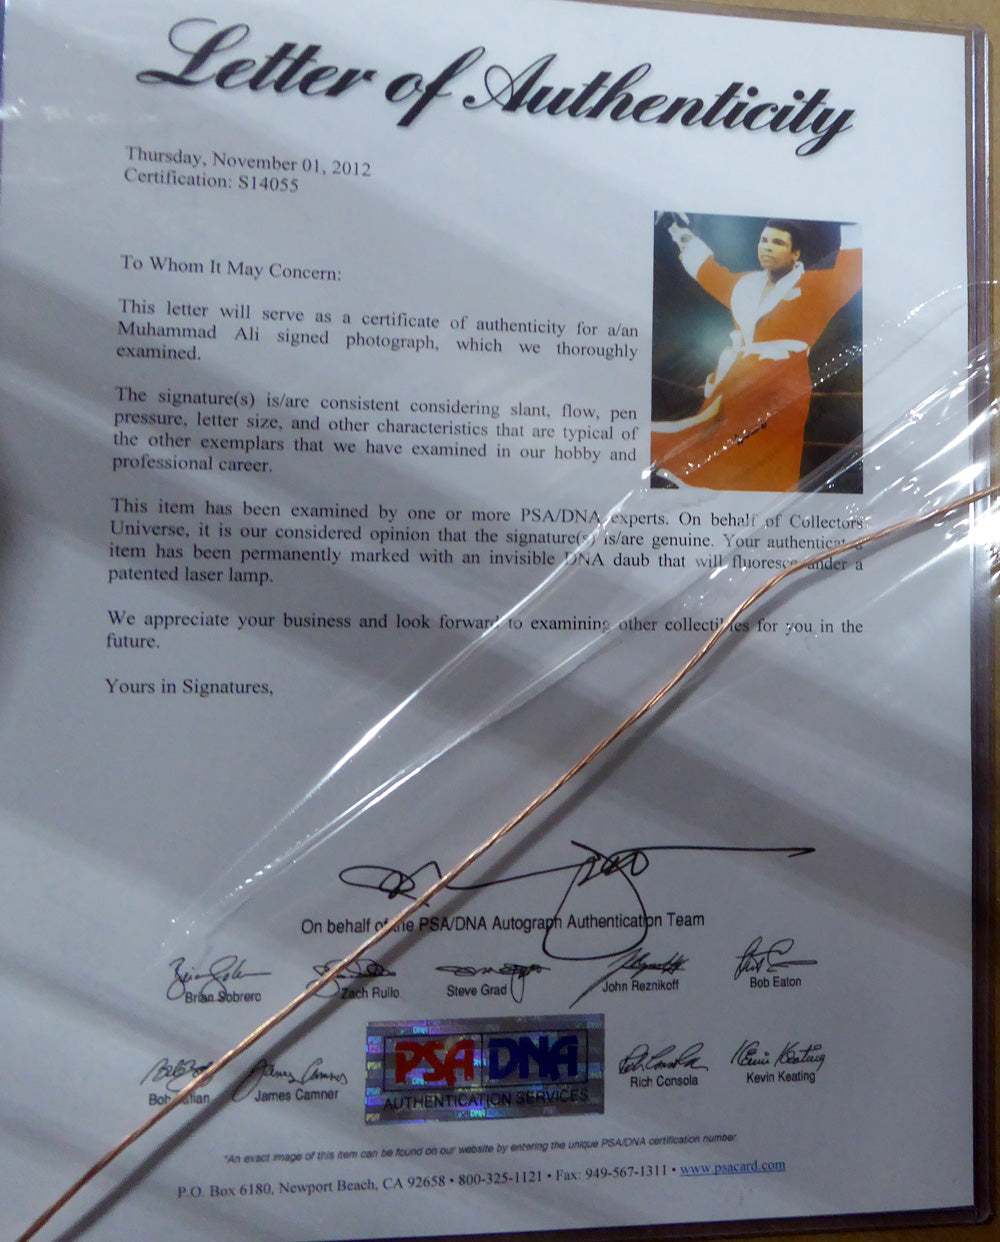 Letter of Authenticity
Thursday, November 01, 2012
Certification: S14055
To Whom It May Concern:
This letter will serve as a certificate of authenticity for a/an
Muhammad Ali signed photograph, which we thoroughly
examined.
The signature(s) is/are consistent considering slant, flow, pen
pressure, letter size, and other characteristics that are typical of
the other exemplars that we have examined in our hobby and
professional career.
This item has been examined by one or more PSA/DNA experts. On behalf of Collectors
Universe, it is our considered opinion that the signature(s) is/are genuine. Your authenticated
item has been permanently marked with an invisible DNA daub that will fluoresce under a
patented laser lamp.
We appreciate your business and look forward to examining other collectibles for you in the
future.
Yours in Signatures,
On behalf of the PSA/DNA Autograph Authentication Team
Brian Sobrero Zach Rullo Steve Grad John Reznikoff Bob Eaton
Bob James Camner Rich Consola Kevin Keating
PSA DNA
AUTHENTICATION SERVICES
*An exact image of this item can be found on our website by entering the unique PSA/DNA certification number.
P.O. Box 6180, Newport Beach, CA 92658 • 800-325-1121 • Fax: 949-567-1311 • www.psacard.com